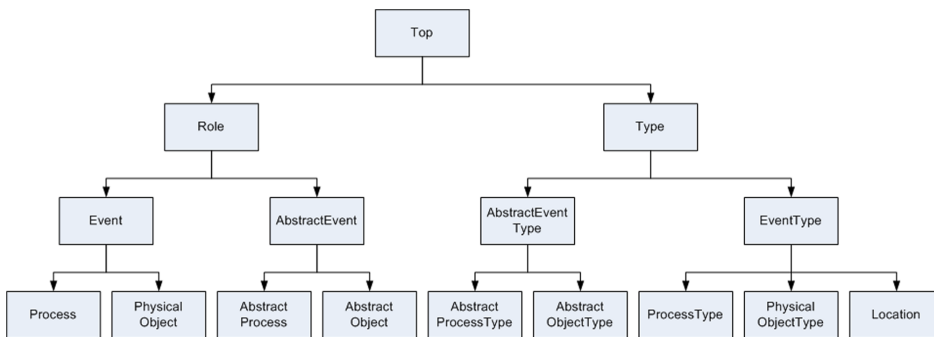 Top
Role
Type
Event
AbstractEvent
AbstractEvent
Type
EventType
Process
Physical
Object
Abstract
Process
Abstract
Object
Abstract
ProcessType
Abstract
ObjectType
ProcessType
Physical
ObjectType
Location